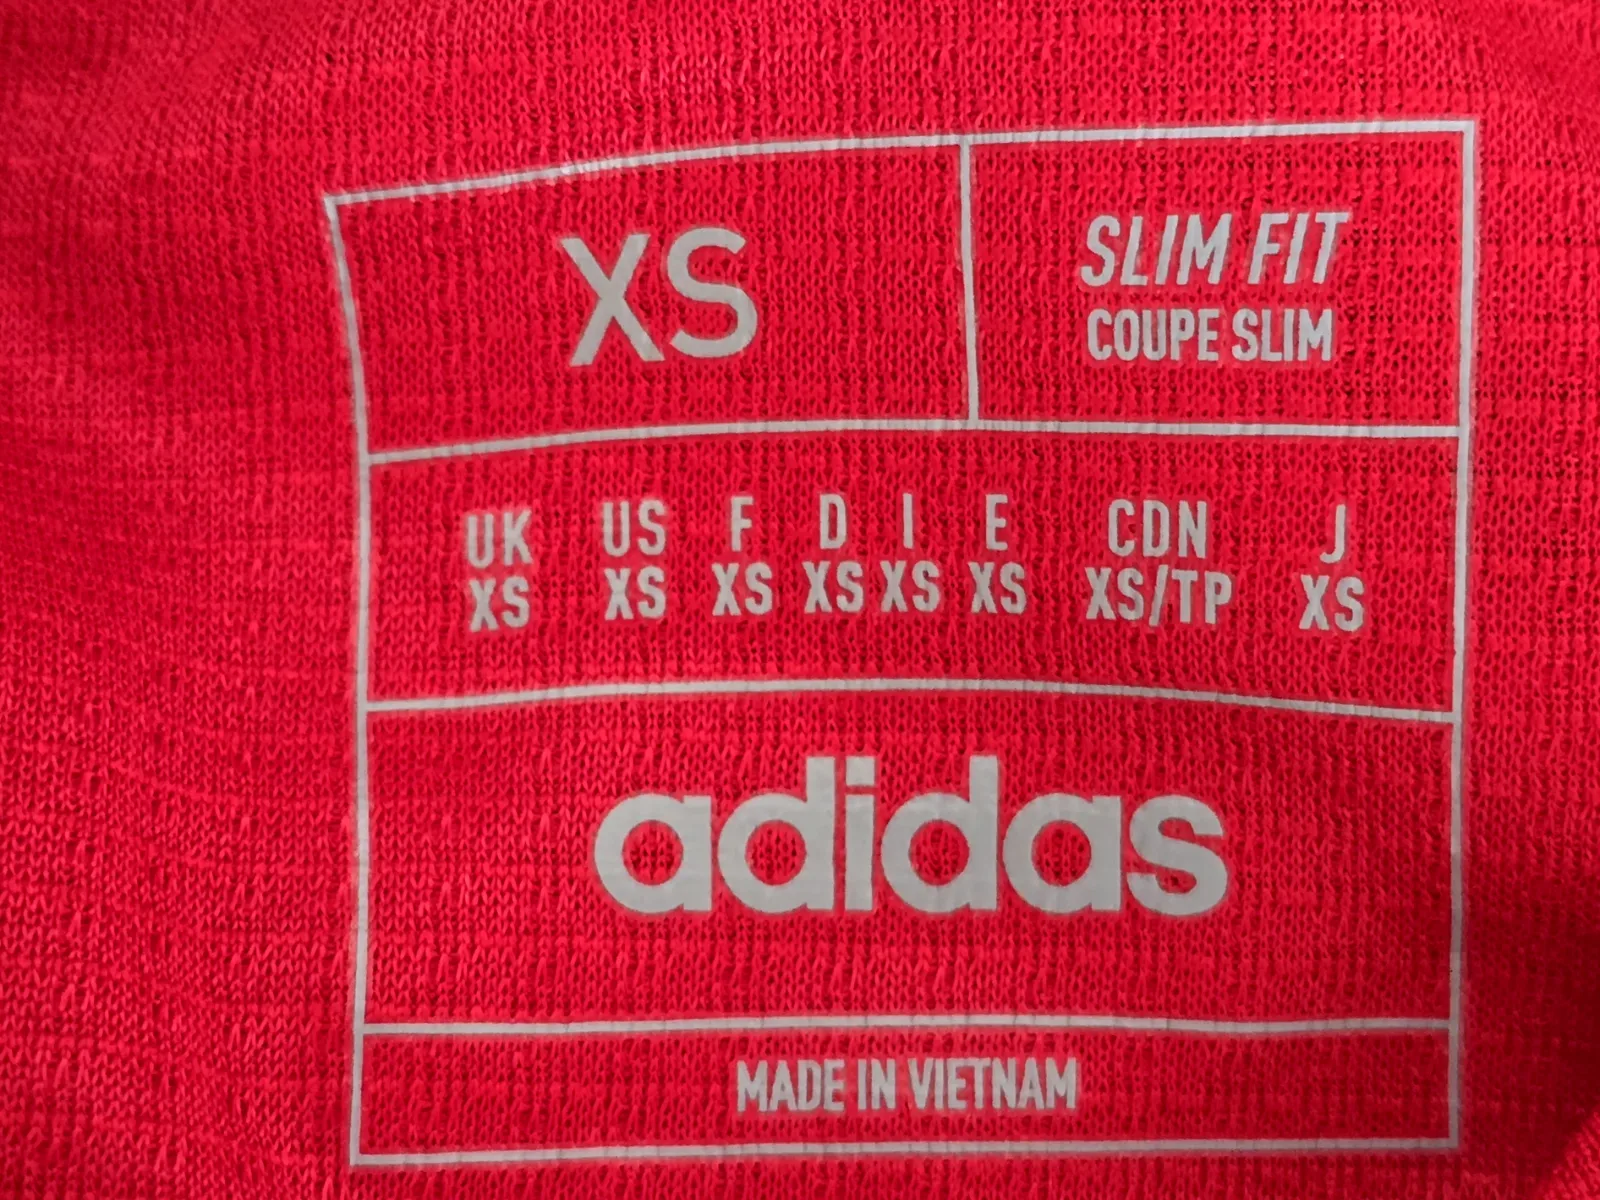 XS
SLIM FIT
COUPE SLIM
UK US F D I E CDN J
XS XS XS XS XS XS XS/TP XS
adidas
MADE IN VIETNAM